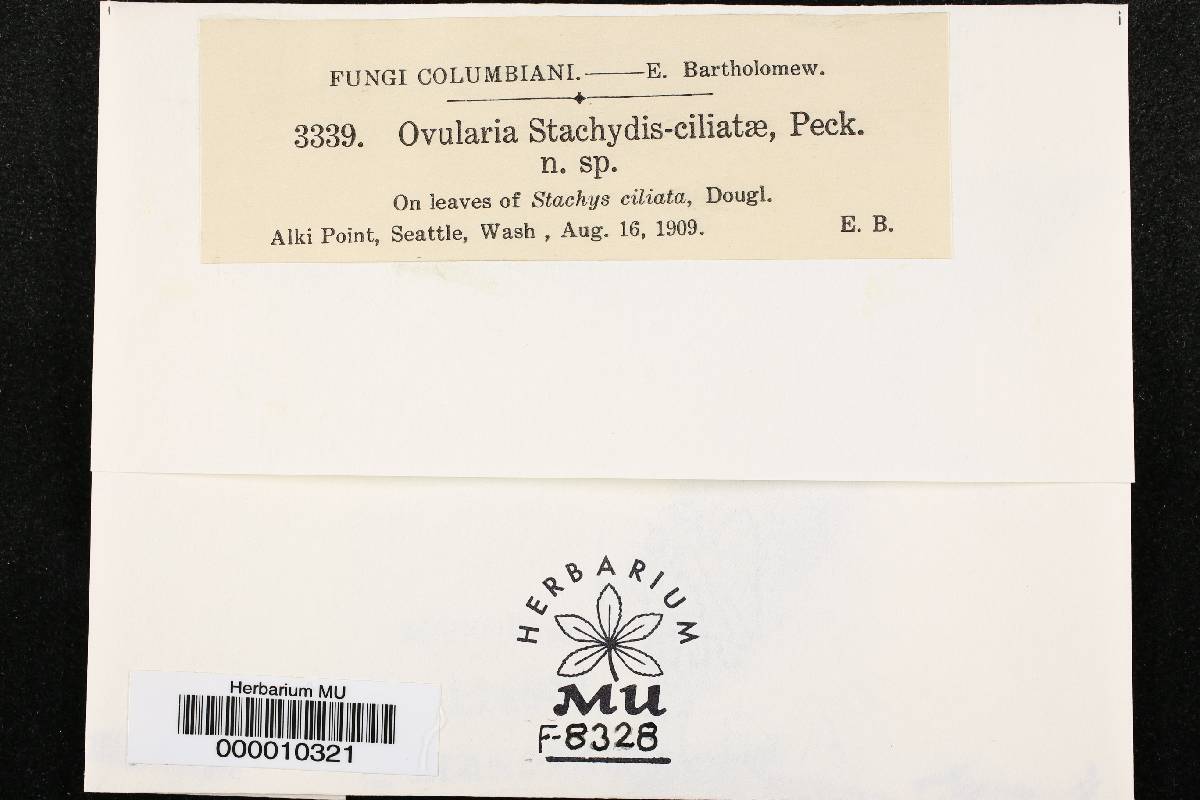 FUNGI COLUMBIANI.——E. Bartholomew.
3339. Ovularia Stachydis-ciliatæ, Peck.
n. sp.
On leaves of Stachys ciliata, Dougl.
Alki Point, Seattle, Wash , Aug. 16, 1909. E. B.
HERBARIUM
MU
F-8328
Herbarium MU
000010321